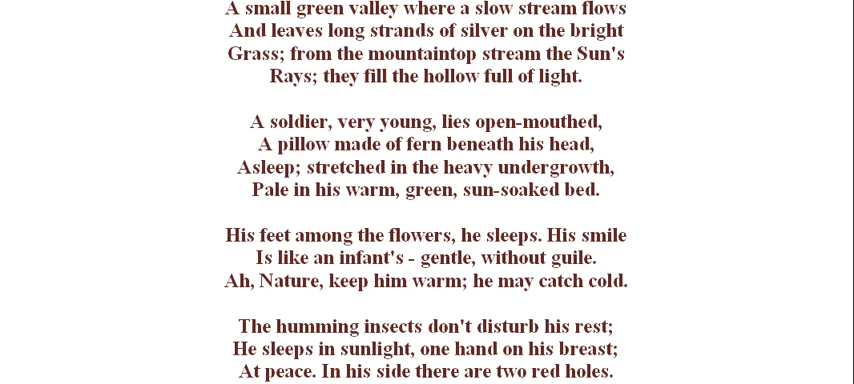 A small green valley where a slow stream flows
And leaves long strands of silver on the bright
Grass; from the mountaintop stream the Sun's
Rays; they fill the hollow full of light.
A soldier, very young, lies open-mouthed,
A pillow made of fern beneath his head,
Asleep; stretched in the heavy undergrowth,
Pale in his warm, green, sun-soaked bed.
His feet among the flowers, he sleeps. His smile
Is like an infant's - gentle, without guile.
Ah, Nature, keep him warm; he may catch cold.
The humming insects don't disturb his rest;
He sleeps in sunlight, one hand on his breast;
At peace. In his side there are two red holes.